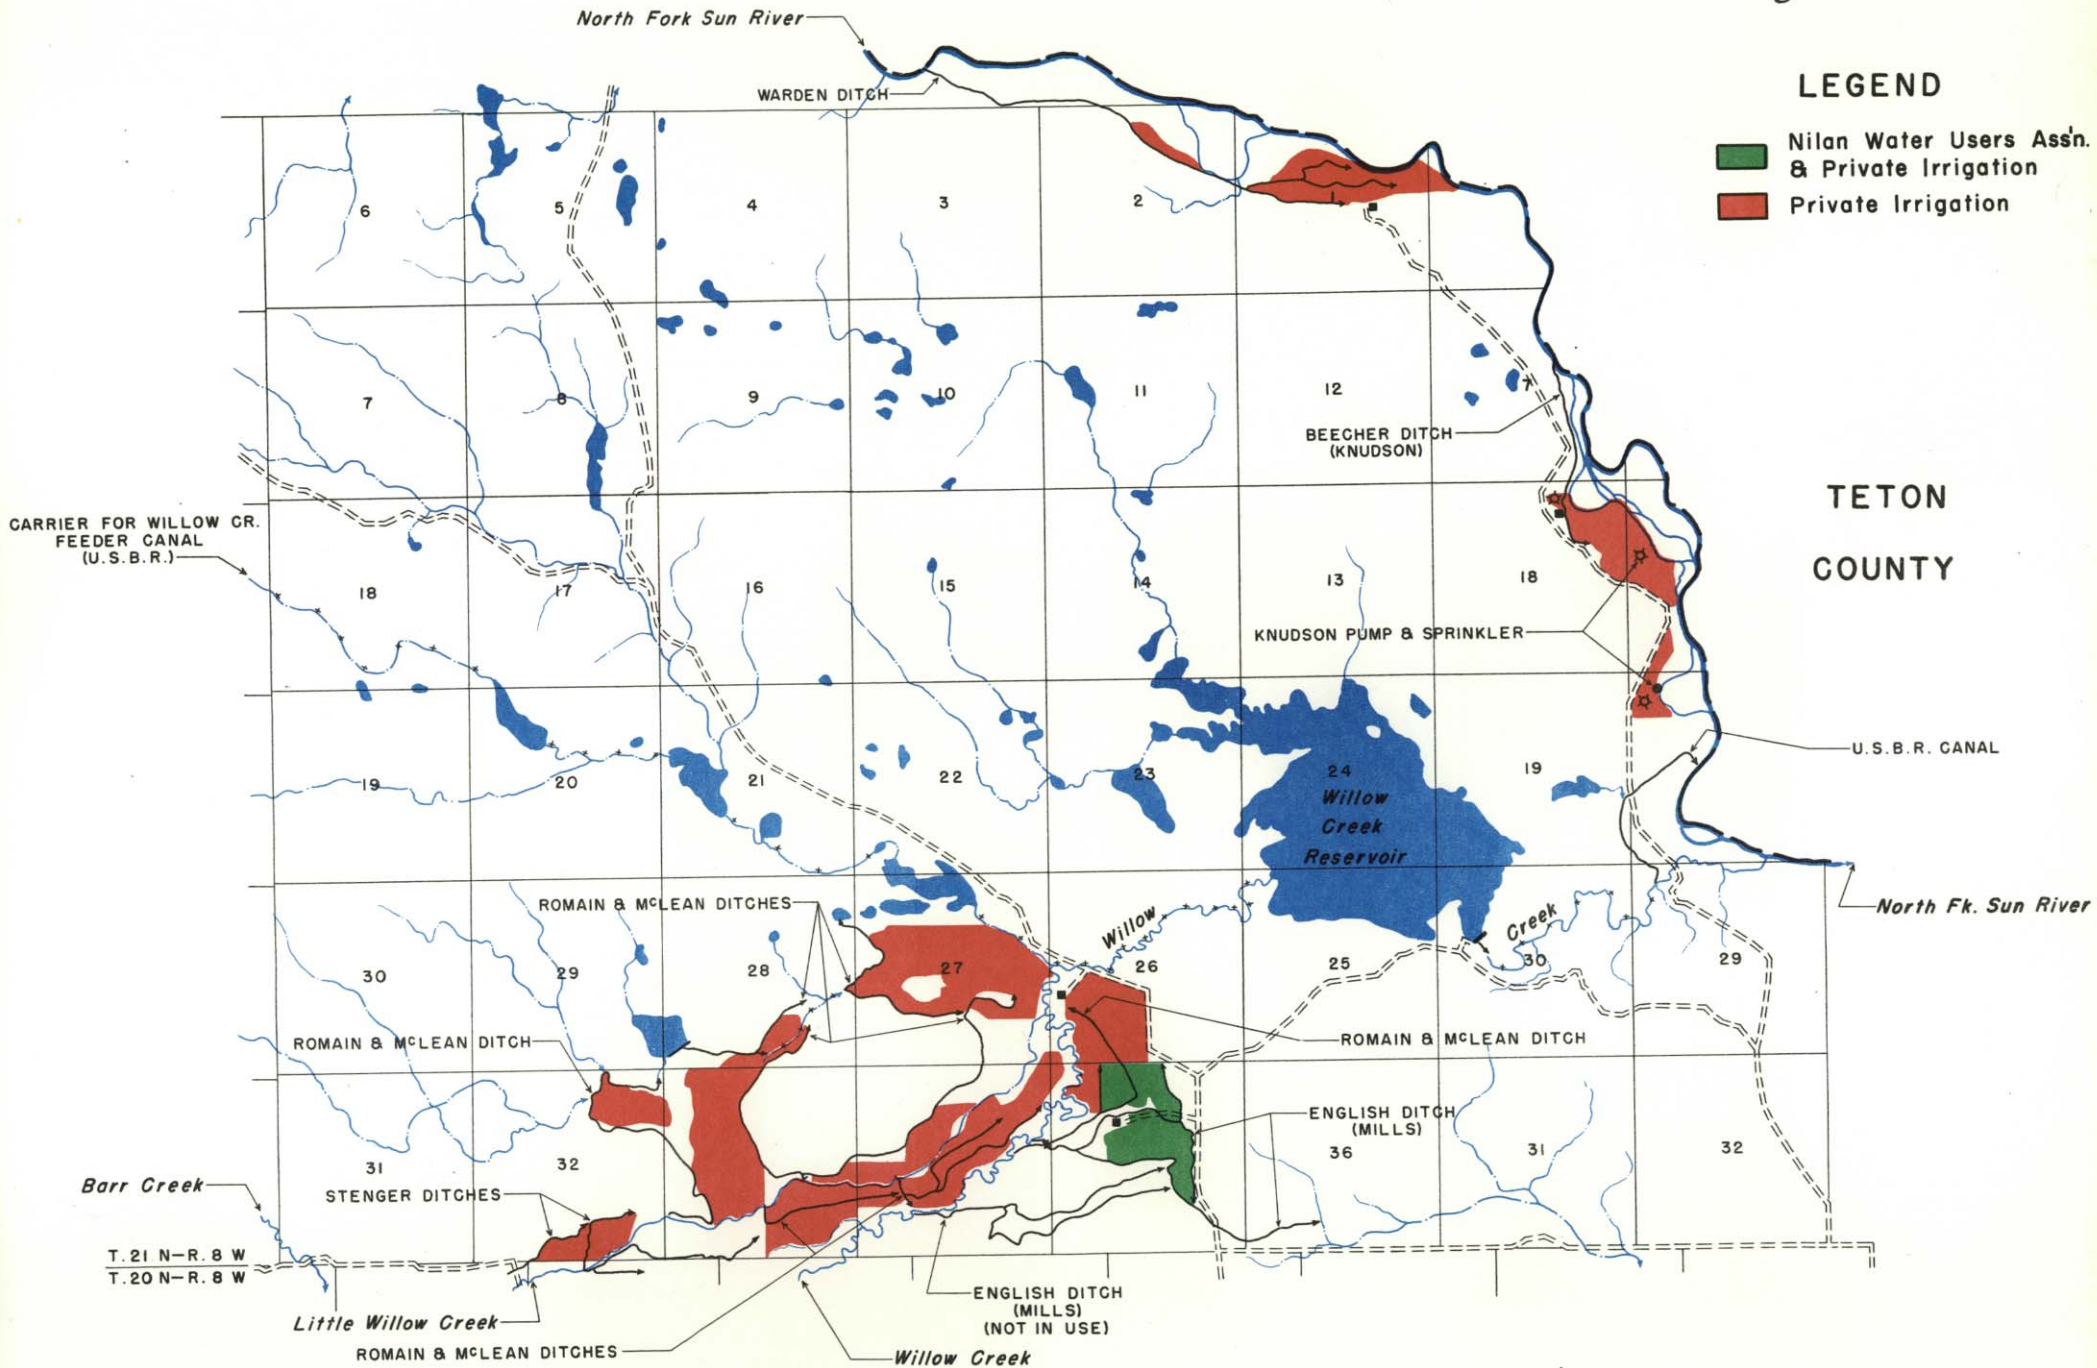 North Fork Sun River
WARDEN DITCH
LEGEND
Nilan Water Users Ass'n.
& Private Irrigation
Private Irrigation
6
5
4
3
2
1
7
8
9
10
11
12
7
BEECHER DITCH
(KNUDSON)
TETON
COUNTY
CARRIER FOR WILLOW CR.
FEEDER CANAL
(U.S.B.R.)
18
17
16
15
14
13
18
KNUDSON PUMP & SPRINKLER
U.S.B.R. CANAL
19
20
21
22
23
24
19
Willow
Creek
Reservoir
ROMAIN & McLEAN DITCHES
Willow
Creek
North Fk. Sun River
30
29
28
27
26
25
30
29
ROMAIN & McLEAN DITCH
ROMAIN & McLEAN DITCH
ENGLISH DITCH
(MILLS)
31
32
36
31
32
Barr Creek
STENGER DITCHES
T. 21 N-R. 8 W
T. 20 N-R. 8 W
ENGLISH DITCH
(MILLS)
(NOT IN USE)
Little Willow Creek
ROMAIN & McLEAN DITCHES
Willow Creek